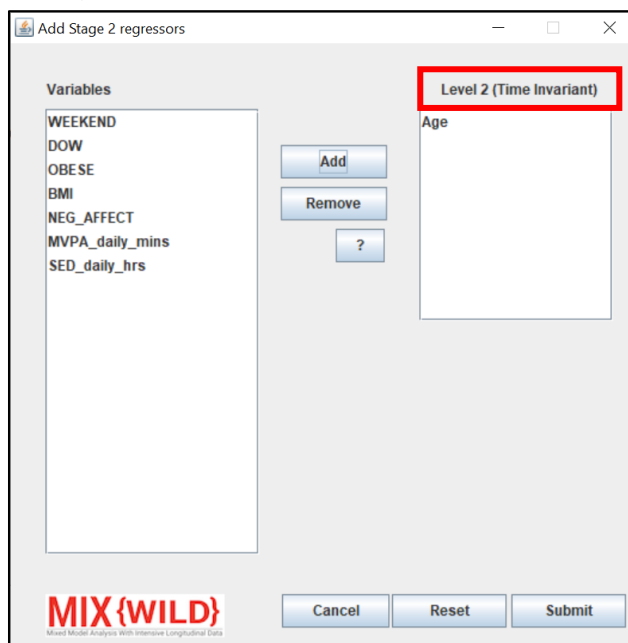 Add Stage 2 regressors
Variables
Level 2 (Time Invariant)
WEEKEND
DOW
OBESE
BMI
NEG_AFFECT
MVPA_daily_mins
SED_daily_hrs
Add
Remove
?
Age
MIX{WILD}
Mixed Model Analysis With Intensive Longitudinal Data
Cancel
Reset
Submit